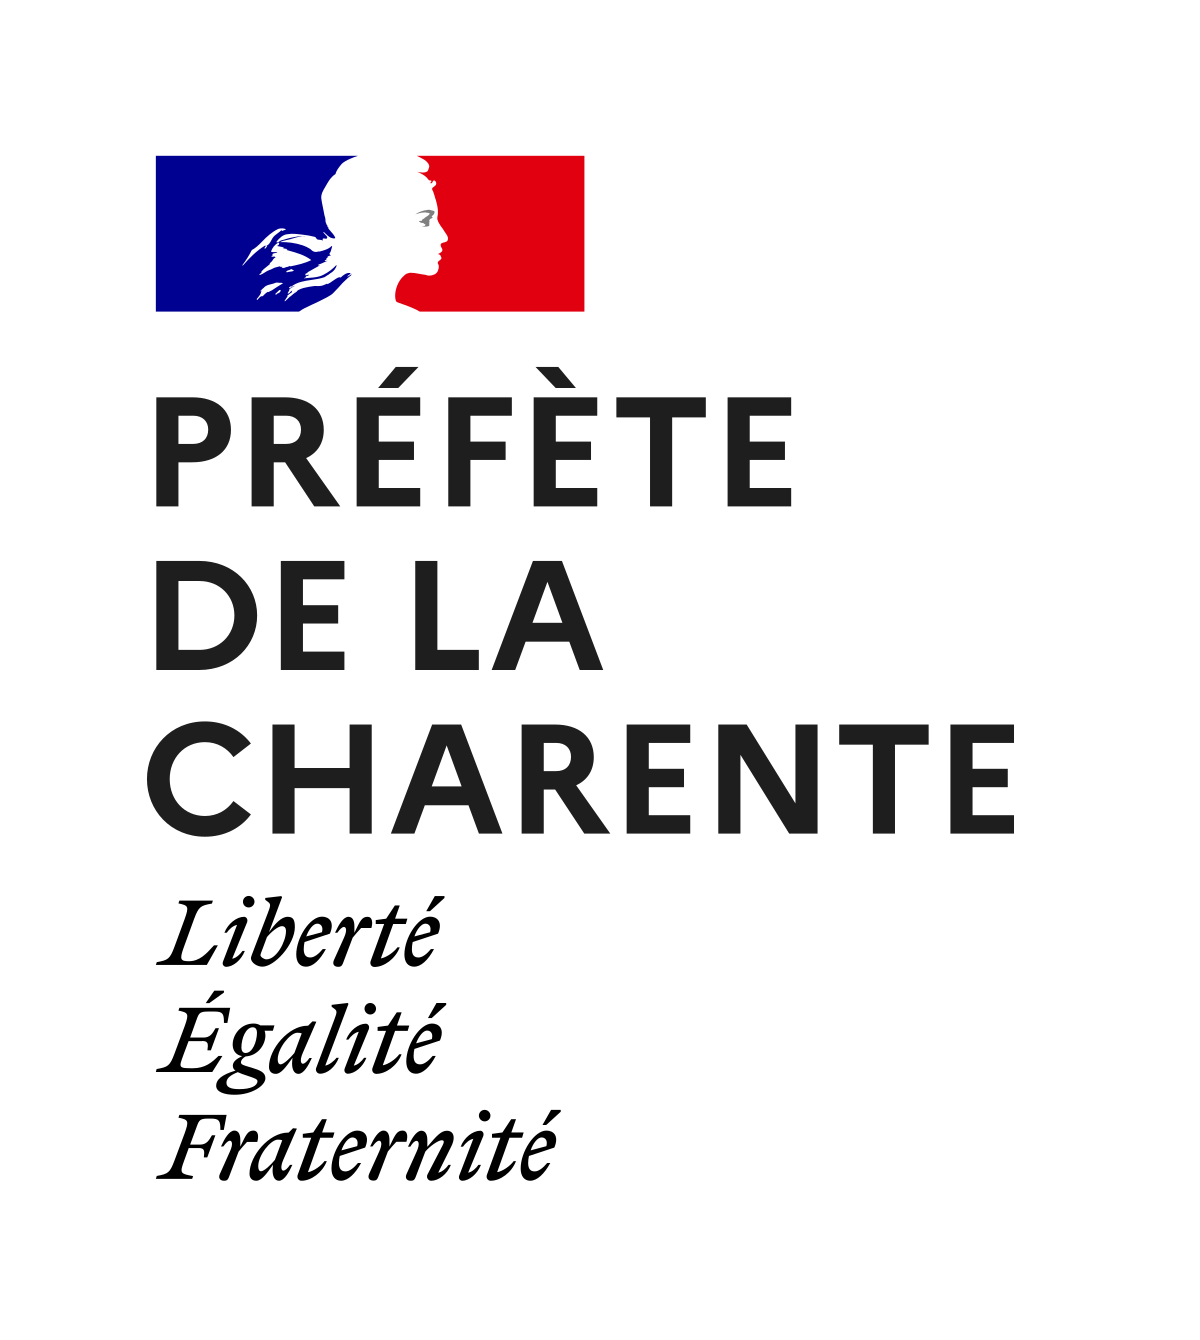 PRÉFÈTE
DE LA
CHARENTE
Liberté
Égalité
Fraternité